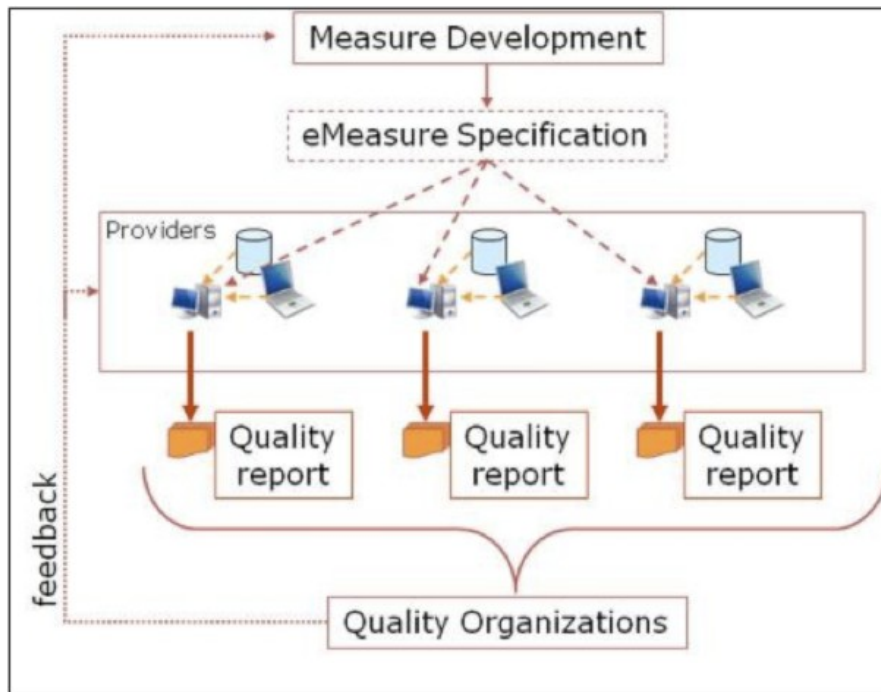 Measure Development
eMeasure Specification
Providers
Quality
report
Quality
report
Quality
report
feedback
Quality Organizations